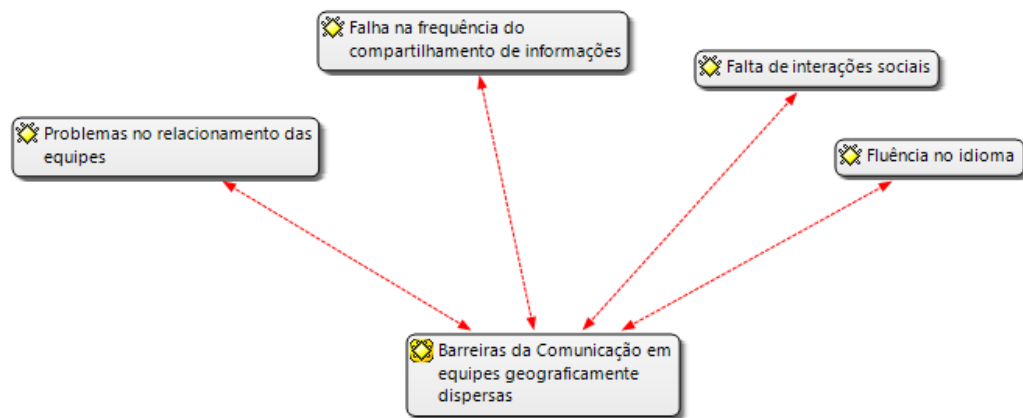 Falha na frequência do
compartilhamento de informações
Falta de interações sociais
Problemas no relacionamento das
equipes
Fluência no idioma
Barreiras da Comunicação em
equipes geograficamente
dispersas